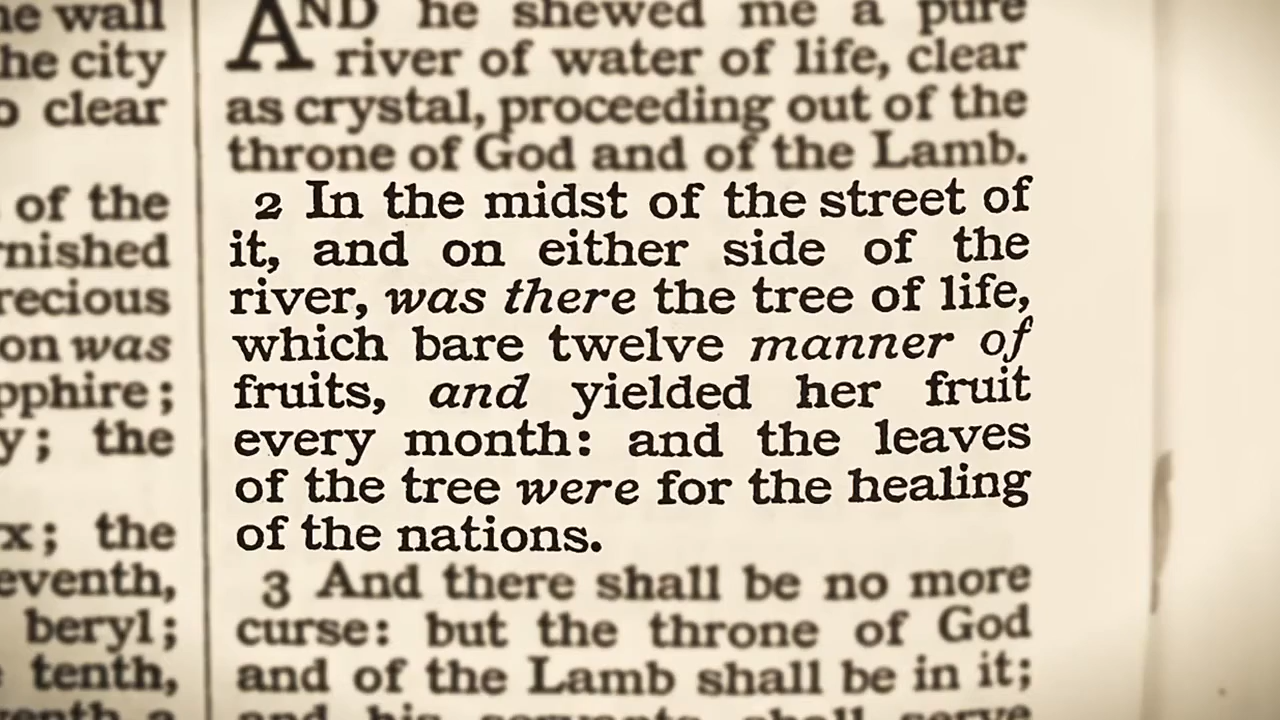 he wall
he city
o clear
of the
rnished
recious
on was
pphire;
y; the
x; the
eventh,
beryl;
tenth,
AND he shewed me a pure
river of water of life, clear
as crystal, proceeding out of the
throne of God and of the Lamb.
2 In the midst of the street of
it, and on either side of the
river, was there the tree of life,
which bare twelve manner of
fruits, and yielded her fruit
every month: and the leaves
of the tree were for the healing
of the nations.
3 And there shall be no more
curse: but the throne of God
and of the Lamb shall be in it;
and his servants shall serve